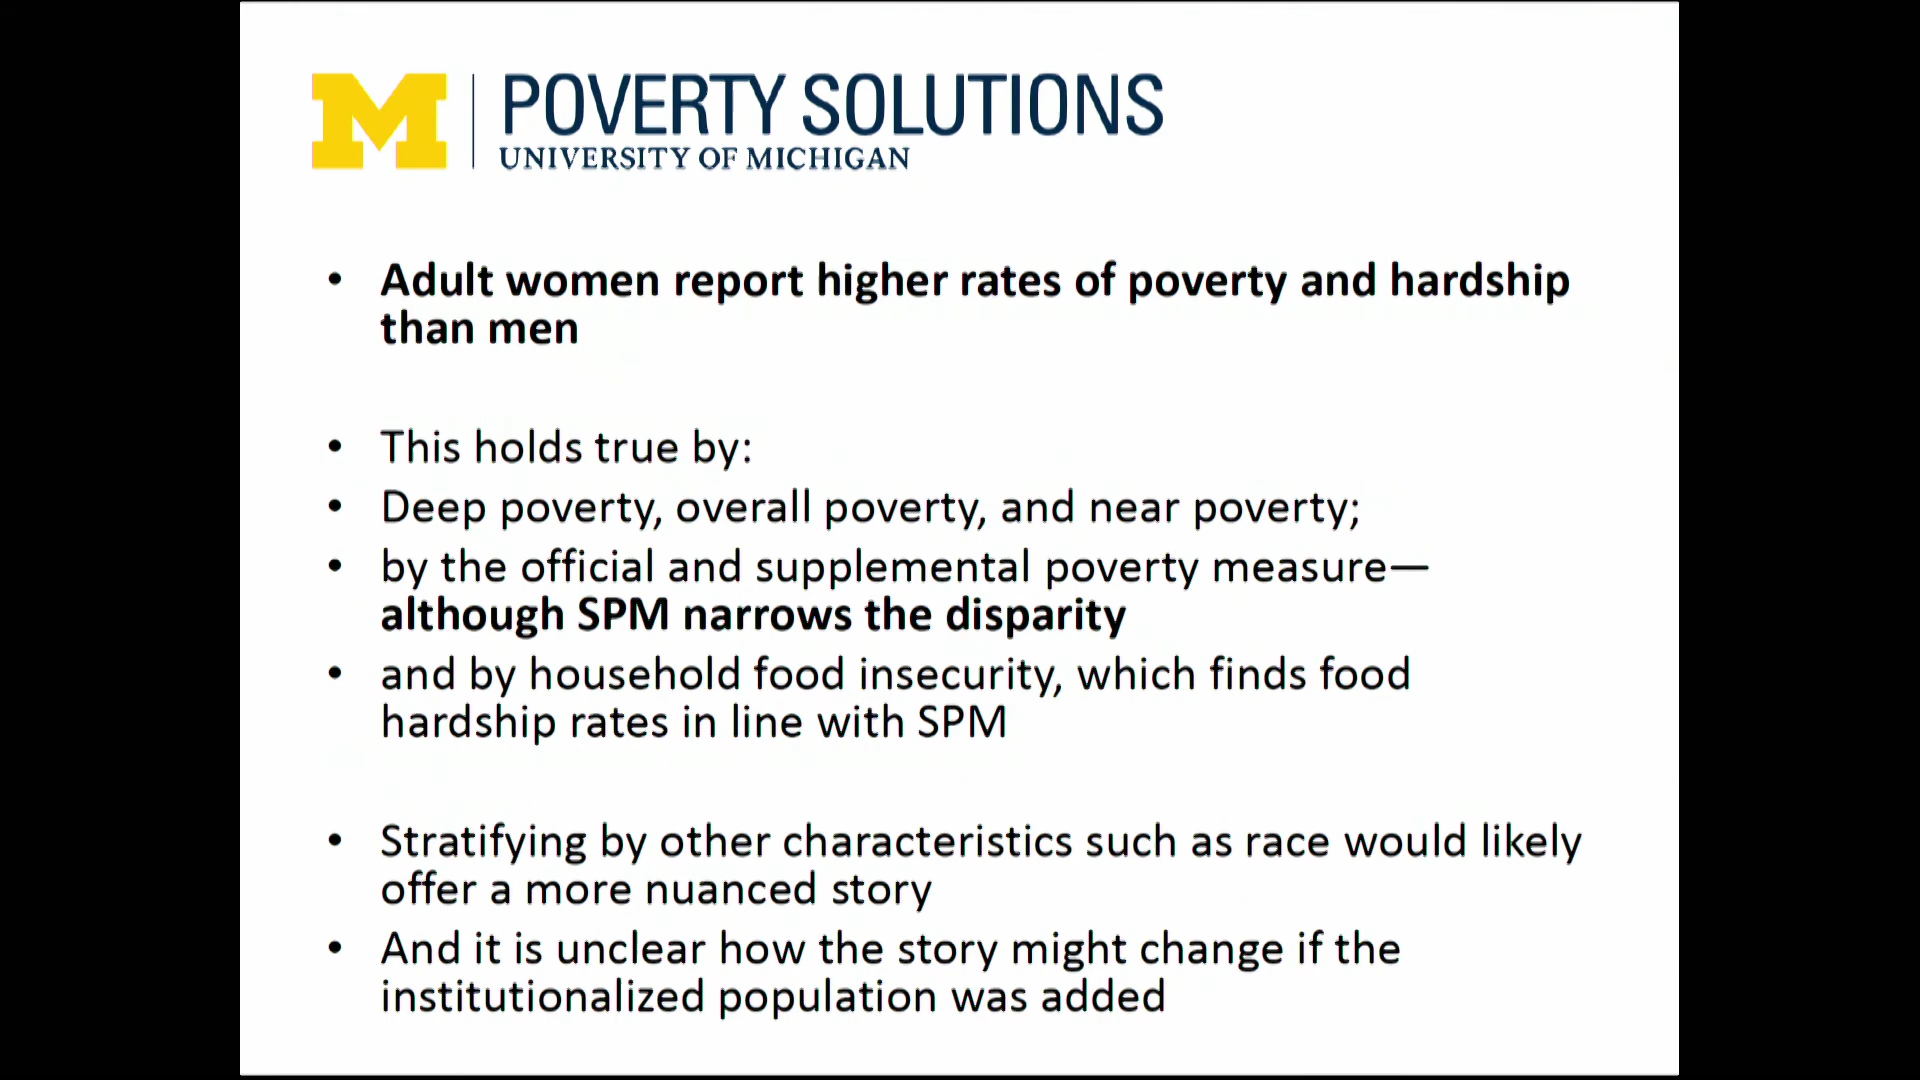 M
POVERTY SOLUTIONS
UNIVERSITY OF MICHIGAN
• Adult women report higher rates of poverty and hardship
than men
• This holds true by:
• Deep poverty, overall poverty, and near poverty;
• by the official and supplemental poverty measure—
although SPM narrows the disparity
• and by household food insecurity, which finds food
hardship rates in line with SPM
• Stratifying by other characteristics such as race would likely
offer a more nuanced story
• And it is unclear how the story might change if the
institutionalized population was added